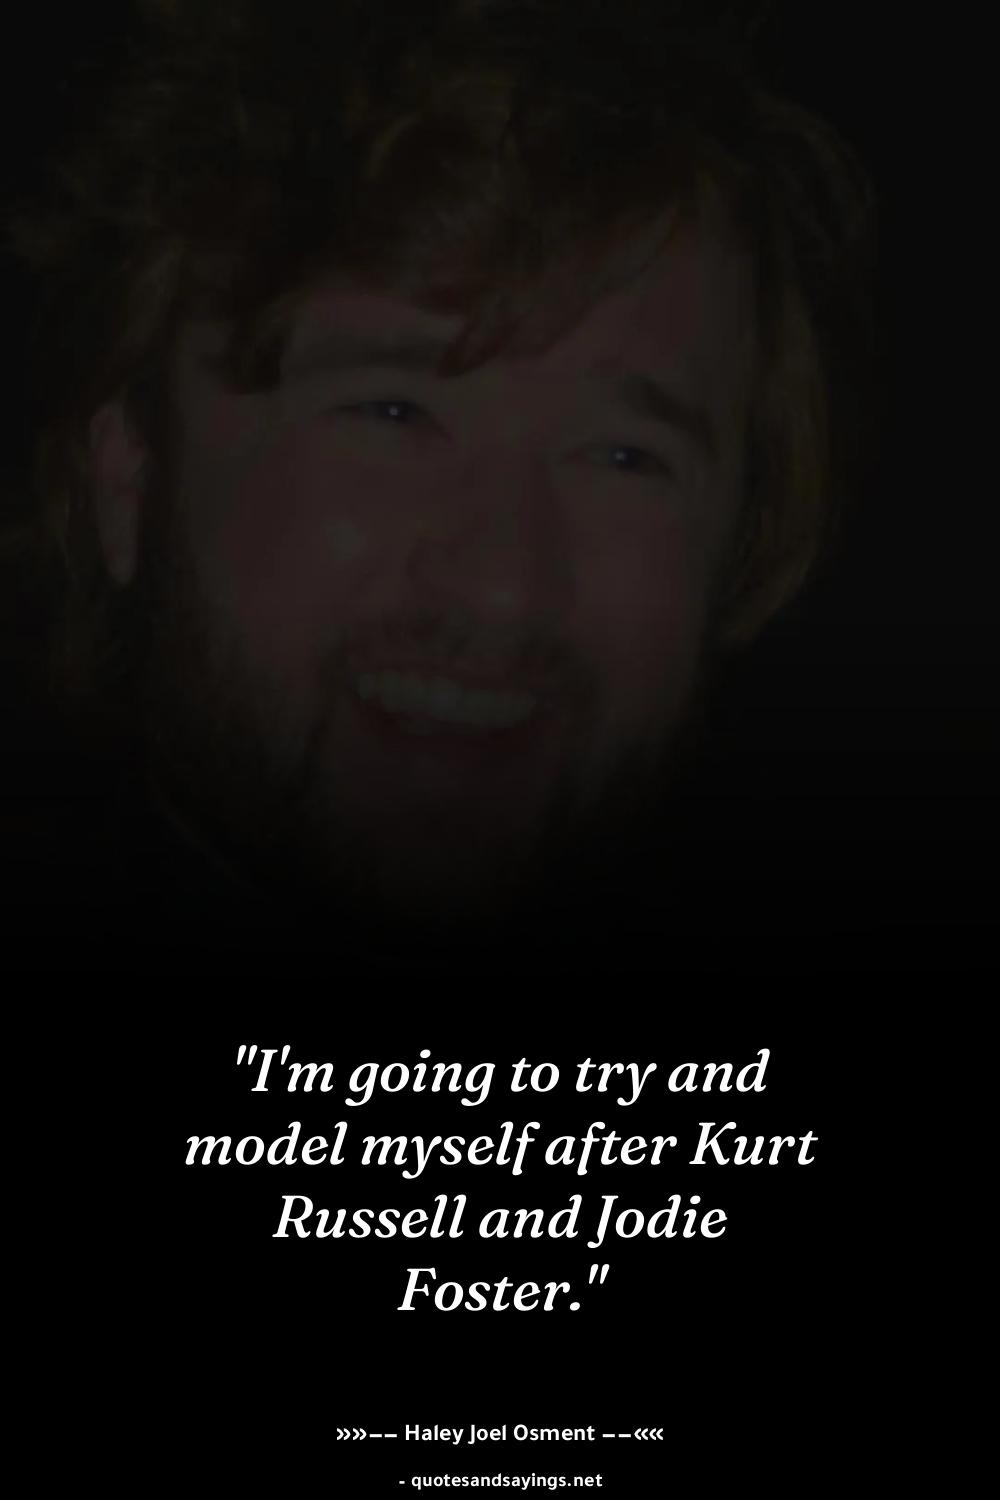 "I'm going to try and
model myself after Kurt
Russell and Jodie
Foster."
»»–– Haley Joel Osment ––««
- quotesandsayings.net